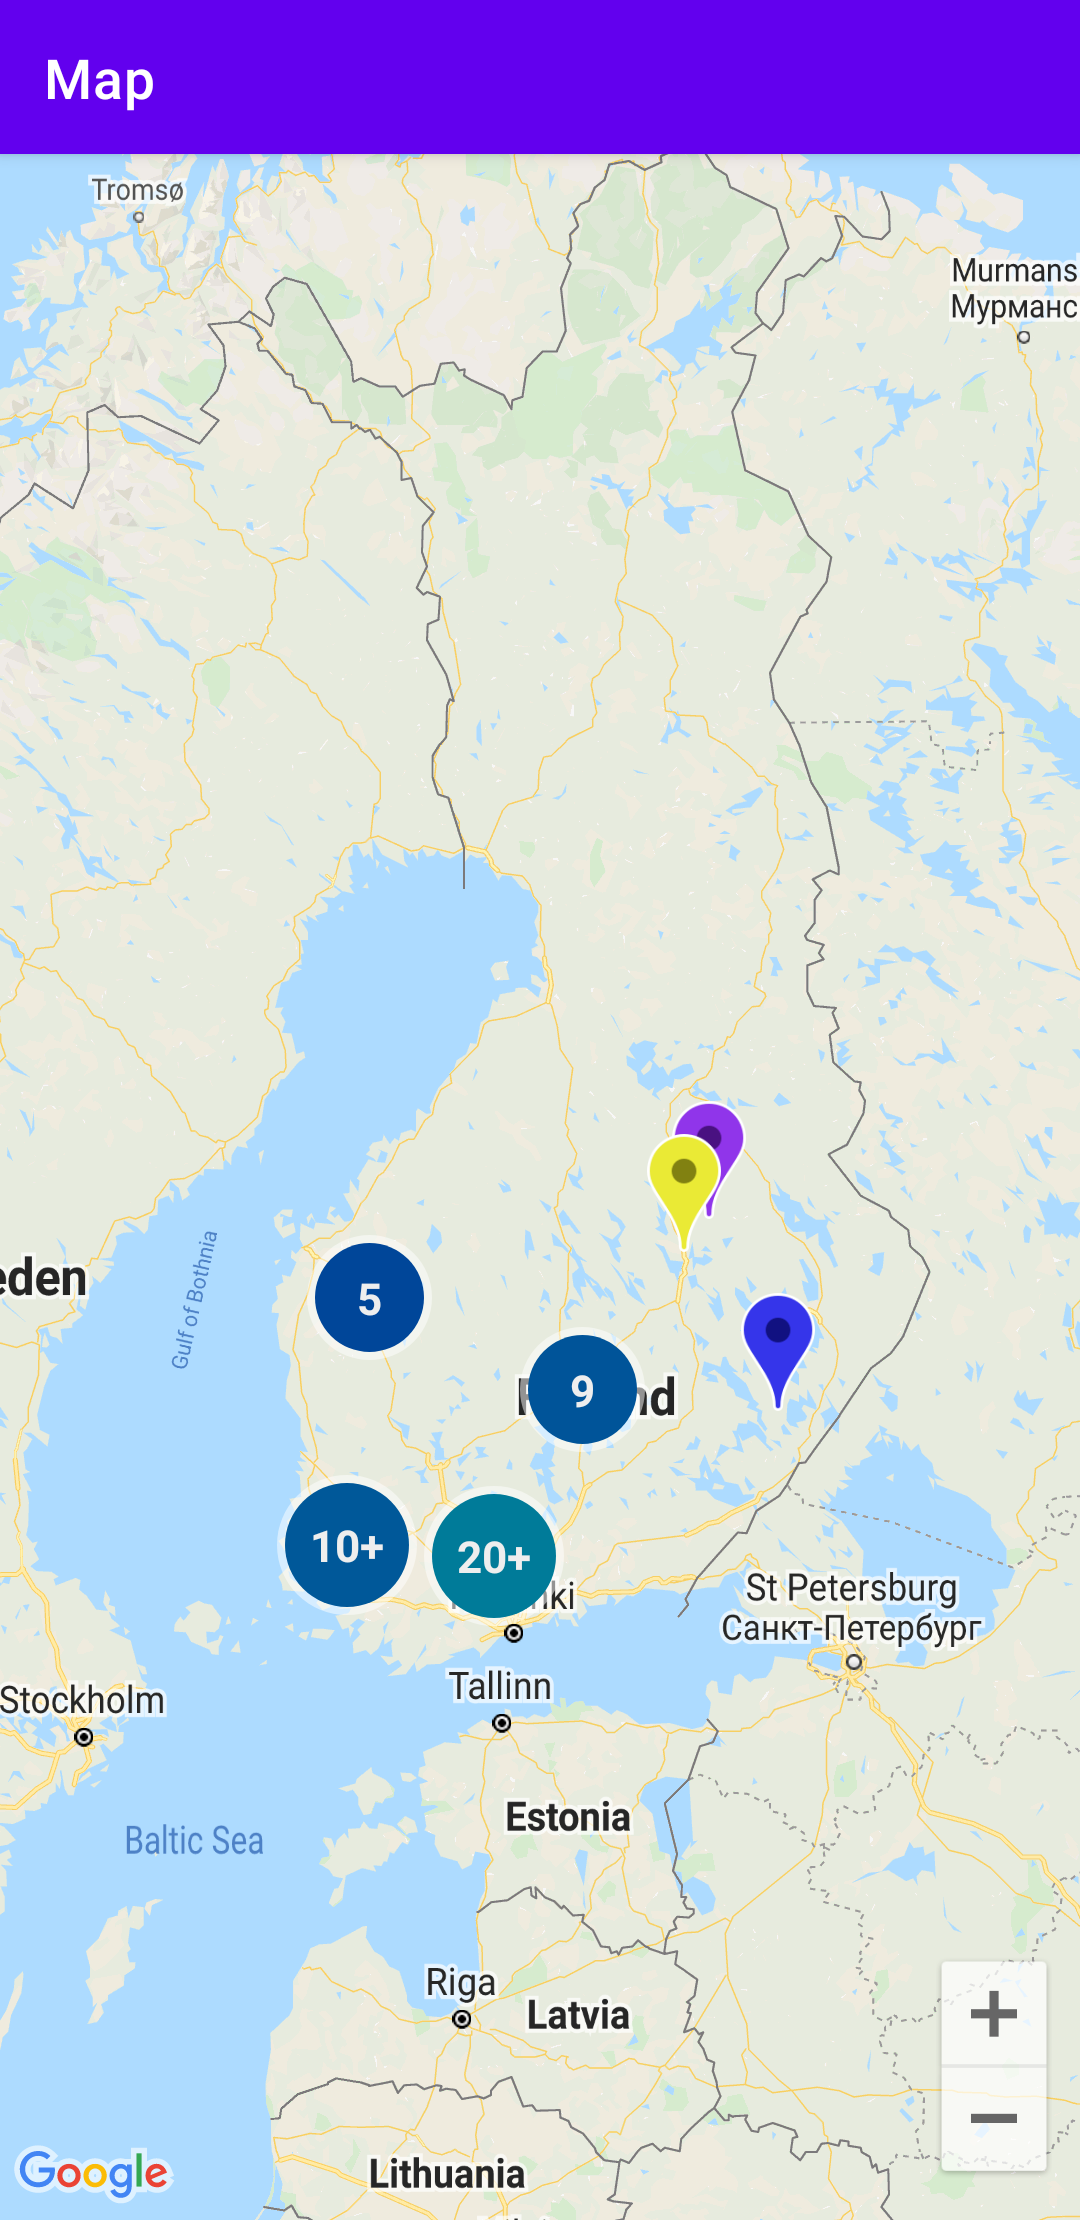 Map
Tromsø
Murmans
Мурманс
eden
Gulf of Bothnia
5
9
nd
10+
20+
nki
St Petersburg
Санкт-Петербург
Stockholm
Tallinn
Estonia
Baltic Sea
Riga
Latvia
+
−
Google
Lithuania